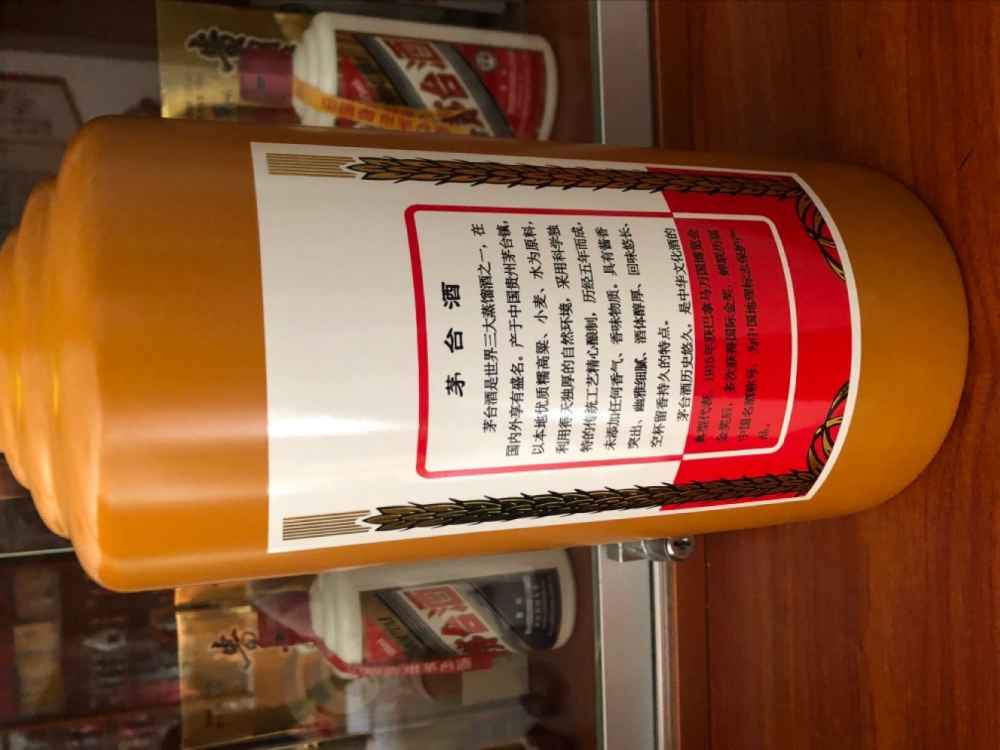 茅台酒
茅台酒是世界三大蒸馏酒之一，在
国内外享有盛名。产于中国贵州茅台镇，
以本地优质糯高粱、小麦、水为原料，
利用得天独厚的自然环境，采用科学独
特的传统工艺精心酿制，历经五年而成，
未添加任何香气、香味物质。具有酱香
突出、幽雅细腻、酒体醇厚、回味悠长、
空杯留香持久的特点。
茅台酒历史悠久，是中华文化酒的
典型代表，1915年获巴拿马万国博览会
金奖后，多次获得国际金奖，蝉联历届
中国名酒称号，为中国地理标志保护产
品。
茅台酒
茅台酒